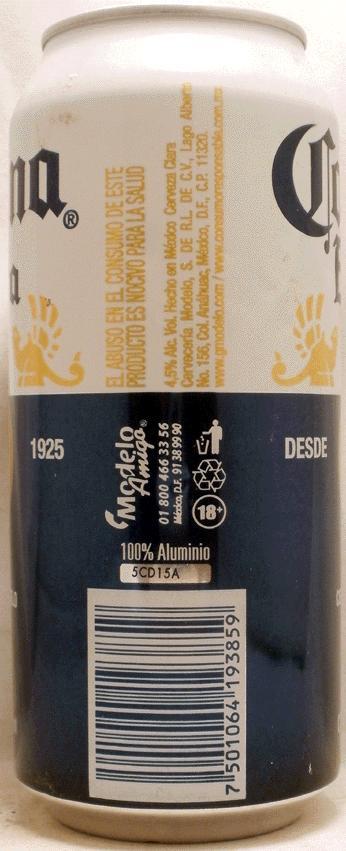 na®
a
Co
E
EL ABUSO EN EL CONSUMO DE ESTE
PRODUCTO ES NOCIVO PARA LA SALUD
4.5% Alc. Vol. Hecho en México Cerveza Clara
Cervecería Modelo, S. DE R.L. DE C.V., Lago Alberto
No. 156, Col. Anáhuac, México, D.F., C.P. 11320.
www.gmodelo.com / www.consumoresponsable.com.mx
1925
DESDE
Modelo
Amigo®
01 800 466 33 56
México, D.F. 91 38 99 90
18+
100% Aluminio
5CD15A
7 501064 193859